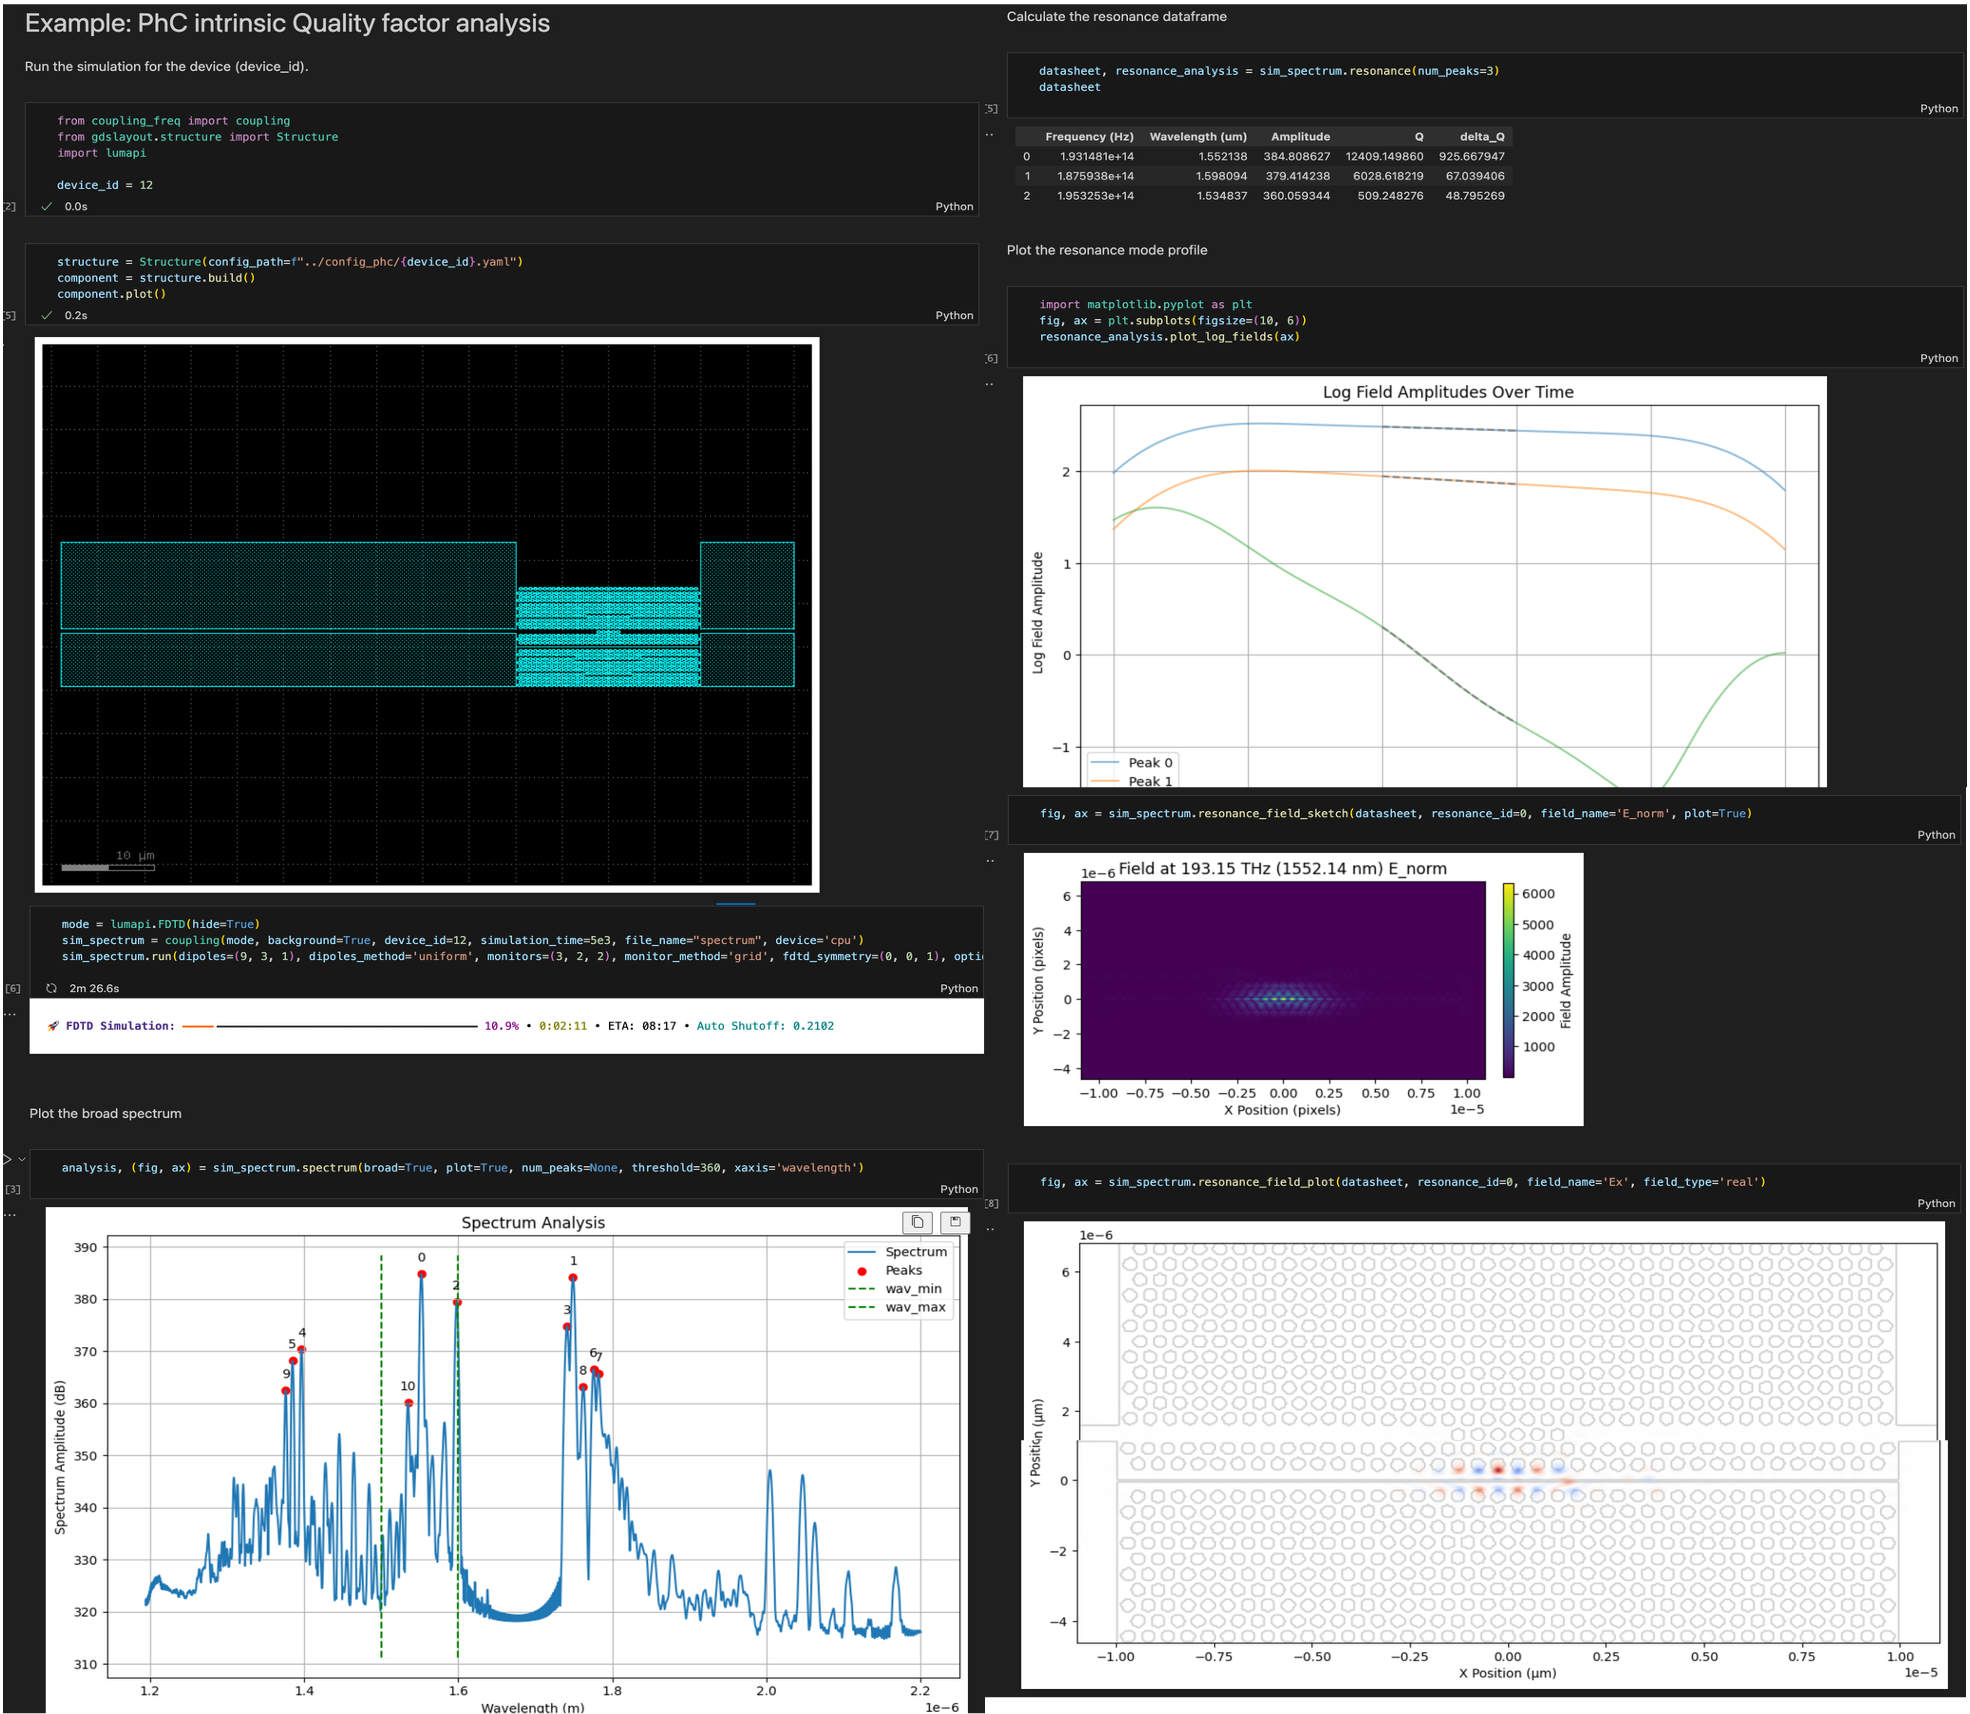 Example: PhC intrinsic Quality factor analysis
Run the simulation for the device (device_id).
from coupling_freq import coupling
from gdslayout.structure import Structure
import lumapi
device_id = 12
[2]
0.0s
Python
structure = Structure(config_path=f"../config_phc/{device_id}.yaml")
component = structure.build()
component.plot()
5]
0.2s
Python
10 μm
mode = lumapi.FDTD(hide=True)
sim_spectrum = coupling(mode, background=True, device_id=12, simulation_time=5e3, file_name="spectrum", device='cpu')
sim_spectrum.run(dipoles=(9, 3, 1), dipoles_method='uniform', monitors=(3, 2, 2), monitor_method='grid', fdtd_symmetry=(0, 0, 1), optio
[6]
2m 26.6s
Python
...
🚀 FDTD Simulation: 10.9% • 0:02:11 • ETA: 08:17 • Auto Shutoff: 0.2102
Plot the broad spectrum
analysis, (fig, ax) = sim_spectrum.spectrum(broad=True, plot=True, num_peaks=None, threshold=360, xaxis='wavelength')
[3]
Python
...
Spectrum Analysis
Spectrum
Peaks
wav_min
wav_max
0
1
2
3
4
5
6
7
8
9
10
390
380
370
360
350
340
330
320
310
Spectrum Amplitude (dB)
1.2 1.4 1.6 1.8 2.0 2.2
1e−6
Wavelength (m)
Calculate the resonance dataframe
datasheet, resonance_analysis = sim_spectrum.resonance(num_peaks=3)
datasheet
5]
Python
..
Frequency (Hz) Wavelength (um) Amplitude Q delta_Q
0 1.931481e+14 1.552138 384.808627 12409.149860 925.667947
1 1.875938e+14 1.598094 379.414238 6028.618219 67.039406
2 1.953253e+14 1.534837 360.059344 509.248276 48.795269
Plot the resonance mode profile
import matplotlib.pyplot as plt
fig, ax = plt.subplots(figsize=(10, 6))
resonance_analysis.plot_log_fields(ax)
[6]
Python
..
Log Field Amplitudes Over Time
Log Field Amplitude
2
1
0
−1
Peak 0
Peak 1
fig, ax = sim_spectrum.resonance_field_sketch(datasheet, resonance_id=0, field_name='E_norm', plot=True)
[7]
Python
..
1e−6
Field at 193.15 THz (1552.14 nm) E_norm
6
4
2
0
−2
−4
Y Position (pixels)
−1.00 −0.75 −0.50 −0.25 0.00 0.25 0.50 0.75 1.00
X Position (pixels)
1e−5
6000
5000
4000
3000
2000
1000
Field Amplitude
fig, ax = sim_spectrum.resonance_field_plot(datasheet, resonance_id=0, field_name='Ex', field_type='real')
[8]
Python
..
1e−6
6
4
2
0
−2
−4
Y Position (μm)
−1.00 −0.75 −0.50 −0.25 0.00 0.25 0.50 0.75 1.00
X Position (μm)
1e−5